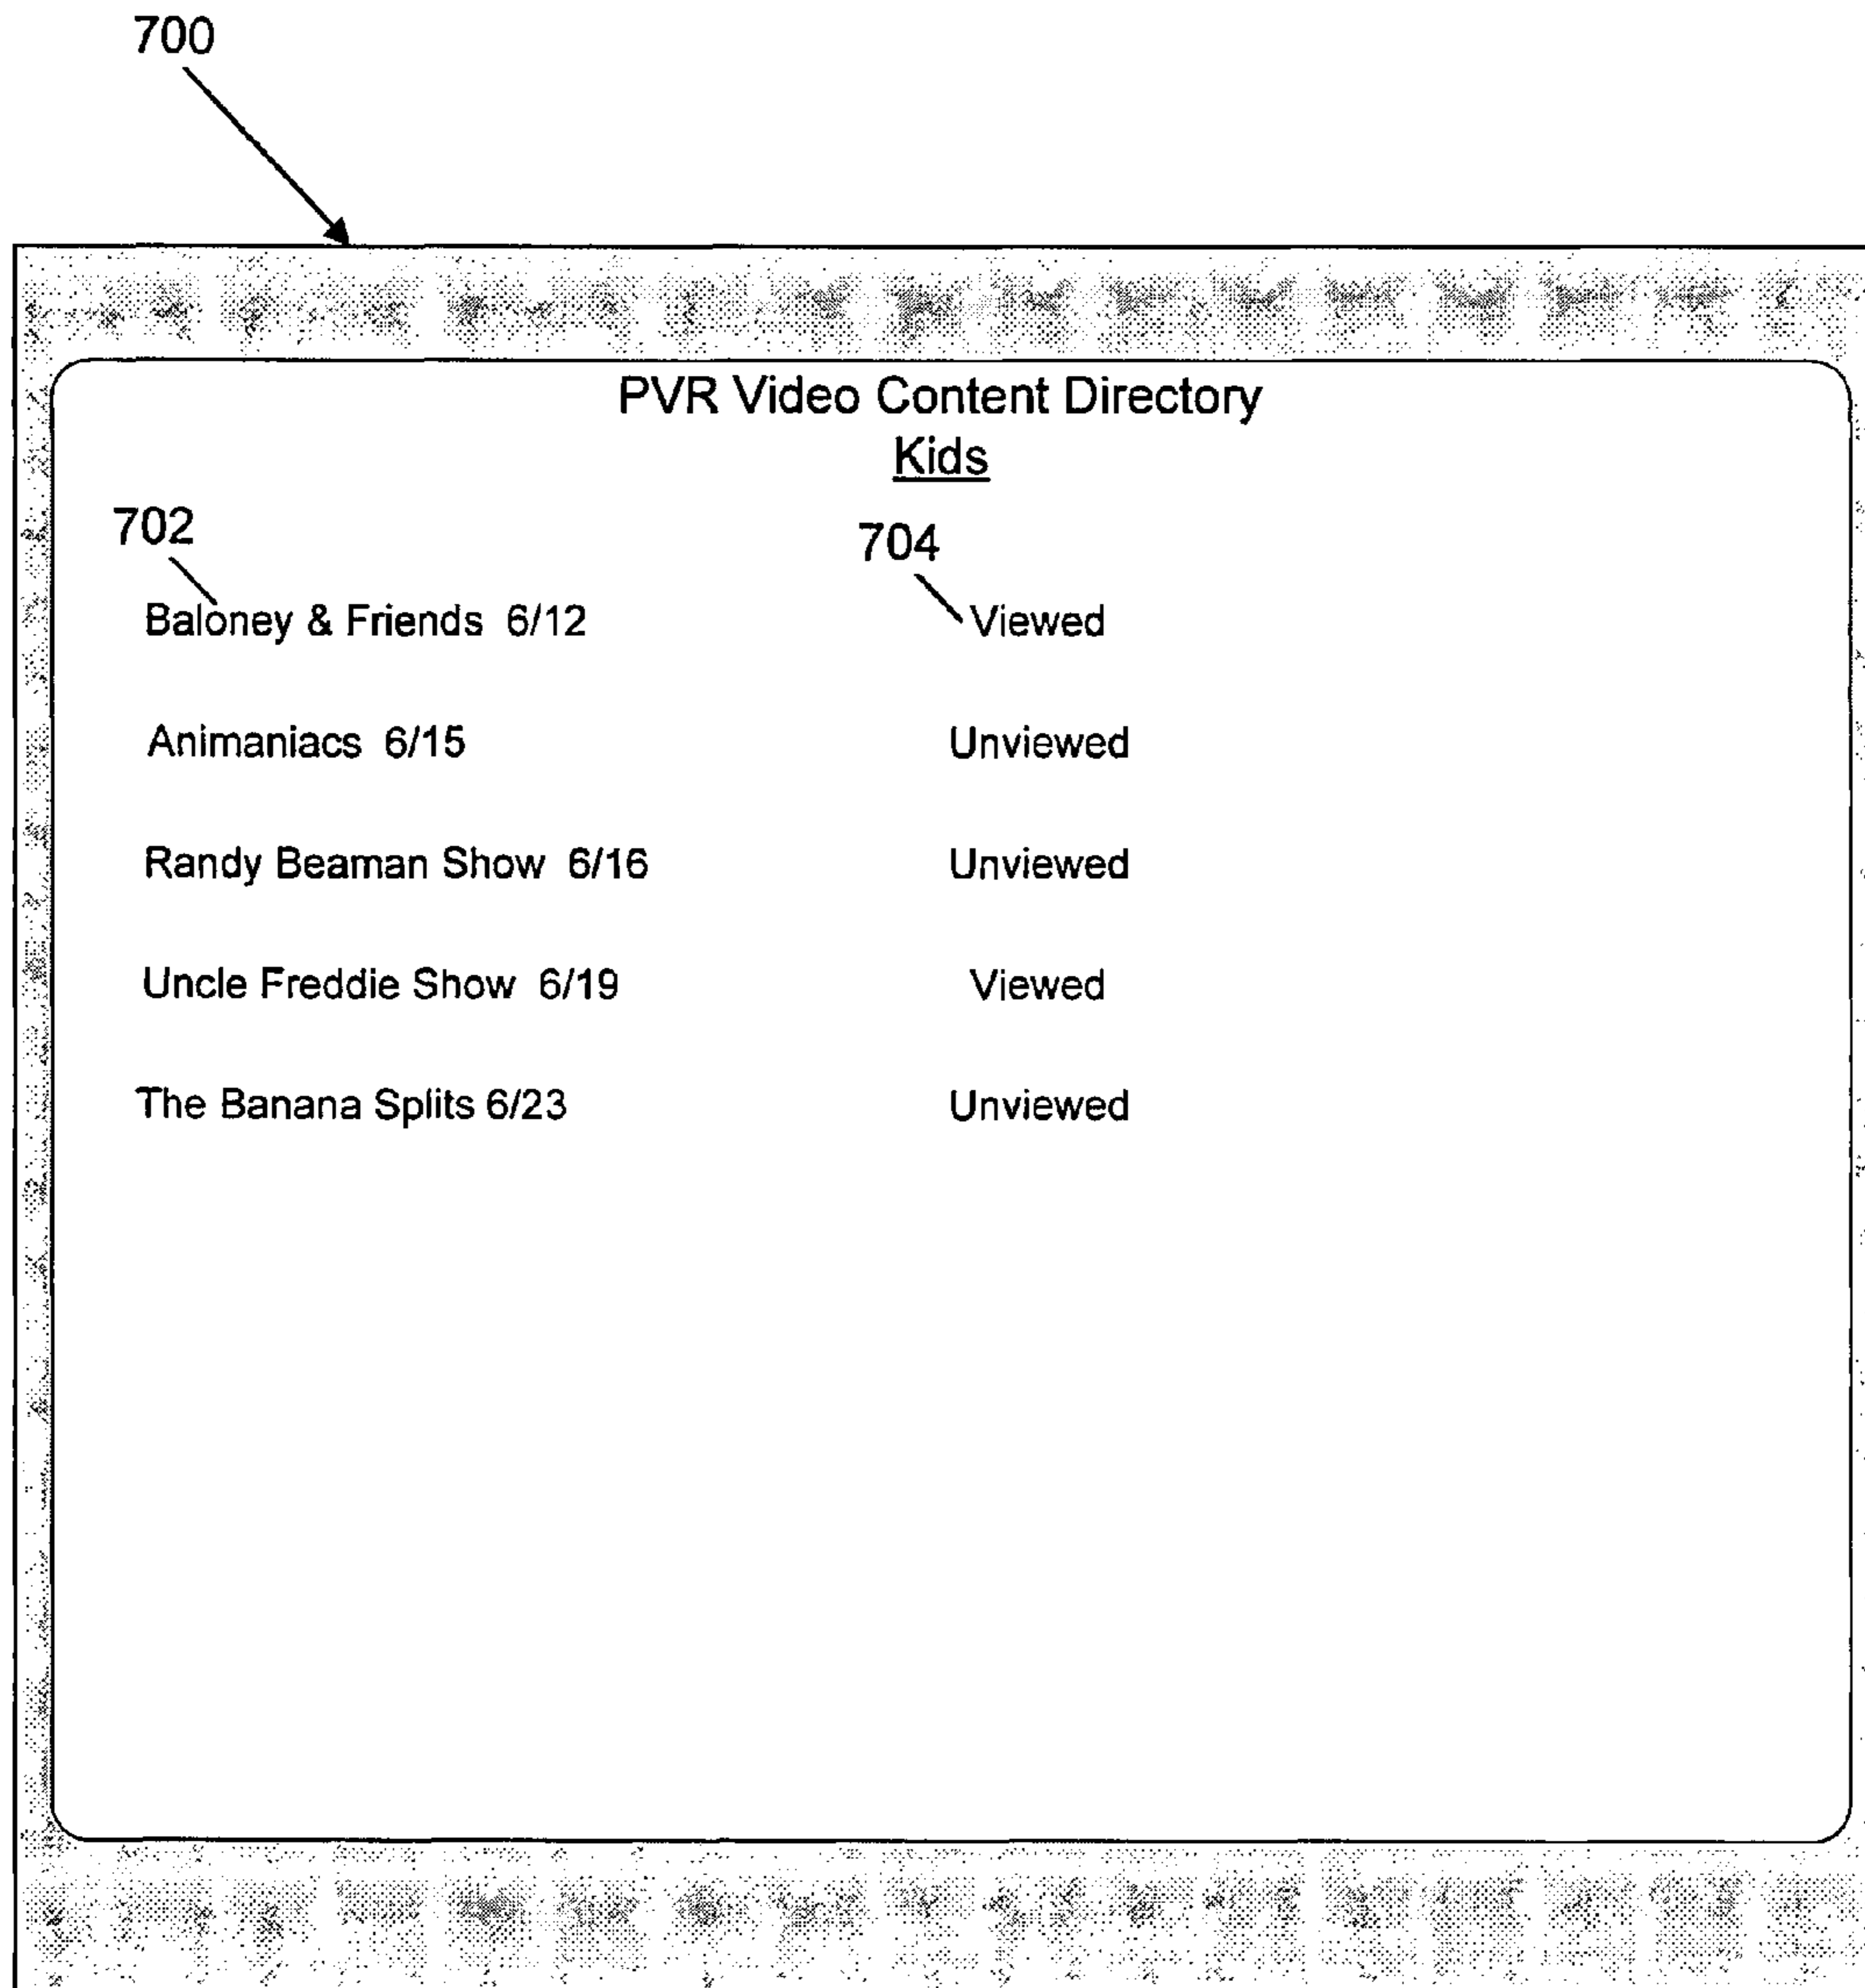 700
PVR Video Content Directory
Kids
702
704
Baloney & Friends 6/12 Viewed
Animaniacs 6/15 Unviewed
Randy Beaman Show 6/16 Unviewed
Uncle Freddie Show 6/19 Viewed
The Banana Splits 6/23 Unviewed